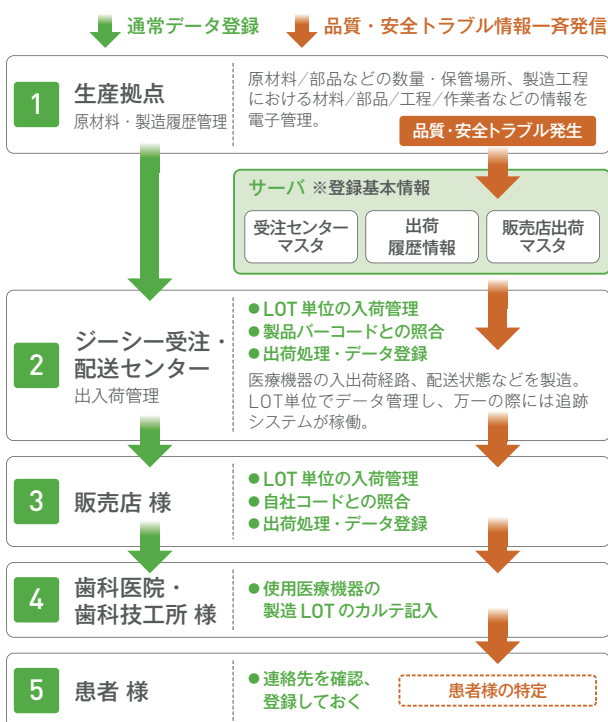 通常データ登録
品質・安全トラブル情報一斉発信
1
生産拠点
原材料・製造履歴管理
原材料/部品などの数量・保管場所、製造工程
における材料/部品/工程/作業者などの情報を
電子管理。
品質・安全トラブル発生
サーバ ※登録基本情報
受注センター
マスタ
出荷
履歴情報
販売店出荷
マスタ
2
ジーシー受注・
配送センター
出入荷管理
●LOT 単位の入荷管理
●製品バーコードとの照合
●出荷処理・データ登録
医療機器の入出荷経路、配送状態などを製造。
LOT単位でデータ管理し、万一の際には追跡
システムが稼働。
3
販売店 様
●LOT 単位の入荷管理
●自社コードとの照合
●出荷処理・データ登録
4
歯科医院・
歯科技工所 様
●使用医療機器の
製造 LOT のカルテ記入
5
患者 様
●連絡先を確認、
登録しておく
患者様の特定